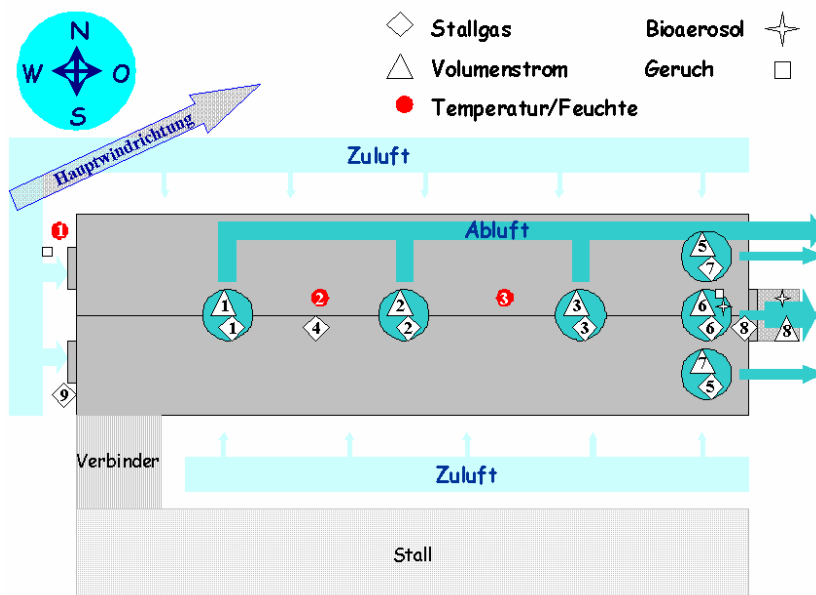 N
W O
S
Stallgas
Bioaerosol
Volumenstrom
Geruch
Temperatur/Feuchte
Hauptwindrichtung
Zuluft
1
Abluft
5
7
2
3
1
1
4
2
2
3
3
6
6
8
8
7
5
9
Verbinder
Zuluft
Stall